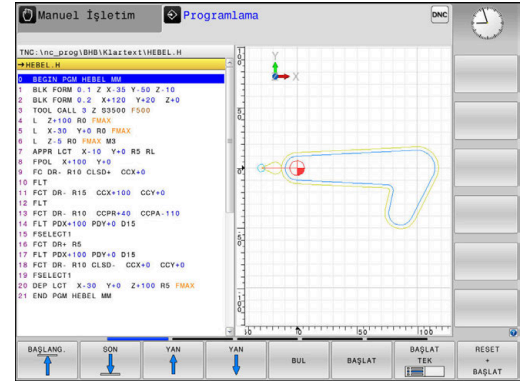 Manuel İşletim
Programlama
DNC
TNC:\nc_prog\BHB\Klartext\HEBEL.H
→HEBEL.H
0 BEGIN PGM HEBEL MM
1 BLK FORM 0.1 Z X-35 Y-50 Z-10
2 BLK FORM 0.2 X+120 Y+20 Z+0
3 TOOL CALL 3 Z S3500 F500
4 L Z+100 R0 FMAX
5 L X-30 Y+0 R0 FMAX
6 L Z-5 R0 FMAX M3
7 APPR LCT X-10 Y+0 R5 RL
8 FPOL X+100 Y+0
9 FC DR- R10 CLSD+ CCX+0
10 FLT
11 FCT DR- R15 CCX+100 CCY+0
12 FLT
13 FCT DR- R10 CCPR+40 CCPA-110
14 FLT PDX+100 PDY+0 D15
15 FSELECT1
16 FCT DR+ R5
17 FLT PDX+100 PDY+0 D15
18 FCT DR- R10 CLSD- CCX+0 CCY+0
19 FSELECT1
20 DEP LCT X-30 Y+0 Z+100 R5 FMAX
21 END PGM HEBEL MM
Y
X
50
100
BAŞLANG.
SON
YAN
YAN
BUL
BAŞLAT
BAŞLAT
TEK
RESET
+
BAŞLAT